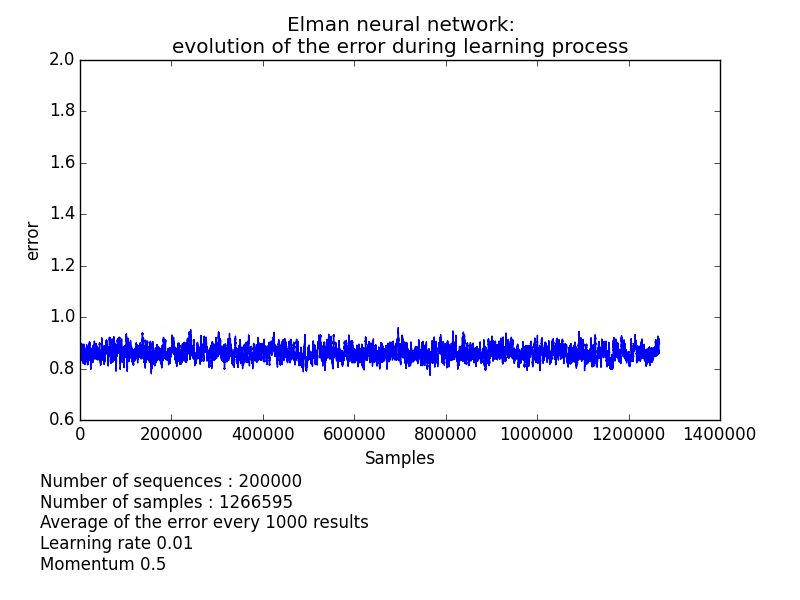 Elman neural network:
evolution of the error during learning process
2.0
1.8
1.6
1.4
1.2
1.0
0.8
0.6
error
0 200000 400000 600000 800000 1000000 1200000 1400000
Samples
Number of sequences : 200000
Number of samples : 1266595
Average of the error every 1000 results
Learning rate 0.01
Momentum 0.5